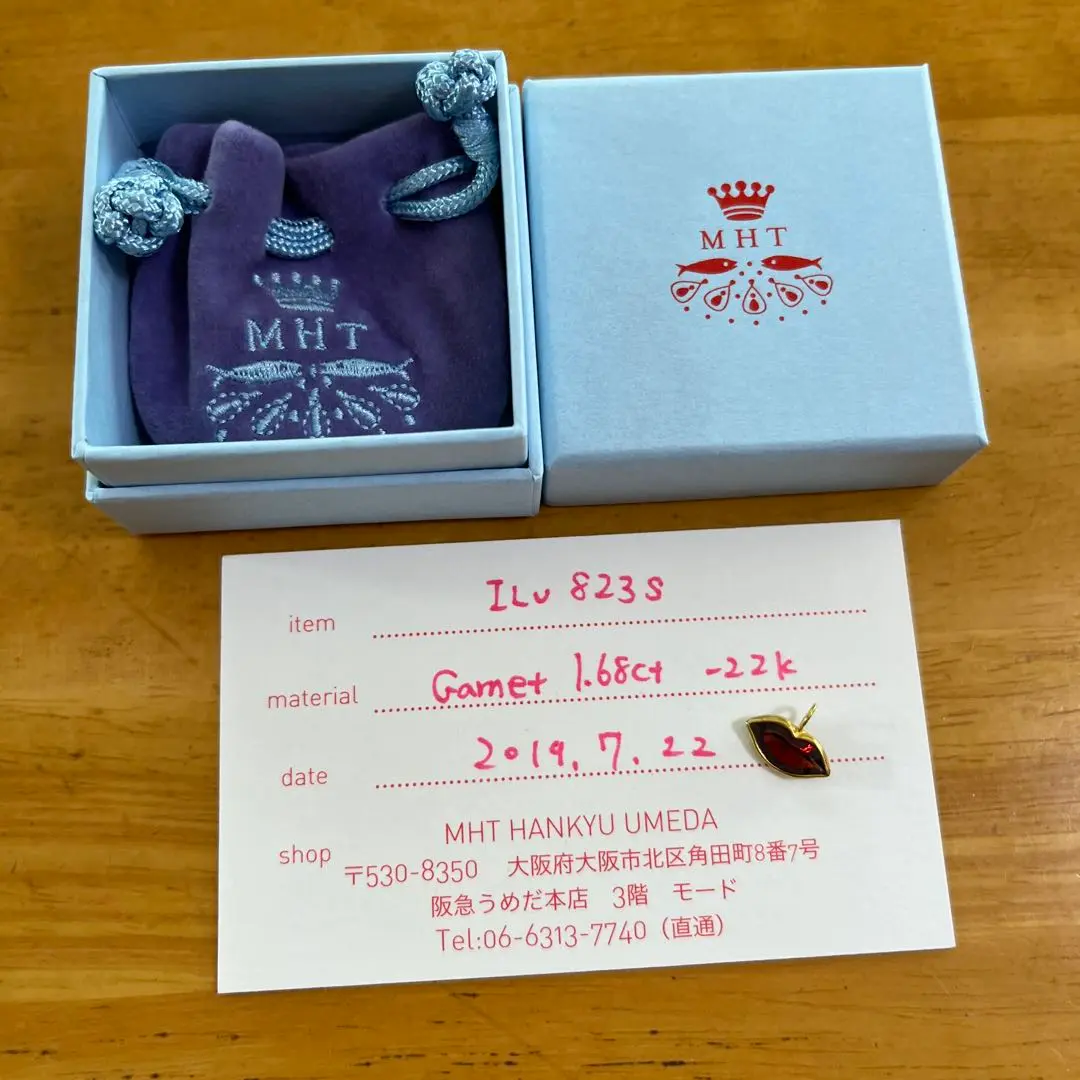 MHT
MHT
item ILu 823s
material Garnet 1.68ct -22k
date 2019.7.22
shop MHT HANKYU UMEDA
〒530-8350 大阪府大阪市北区角田町8番7号
阪急うめだ本店 3階 モード
Tel:06-6313-7740（直通）